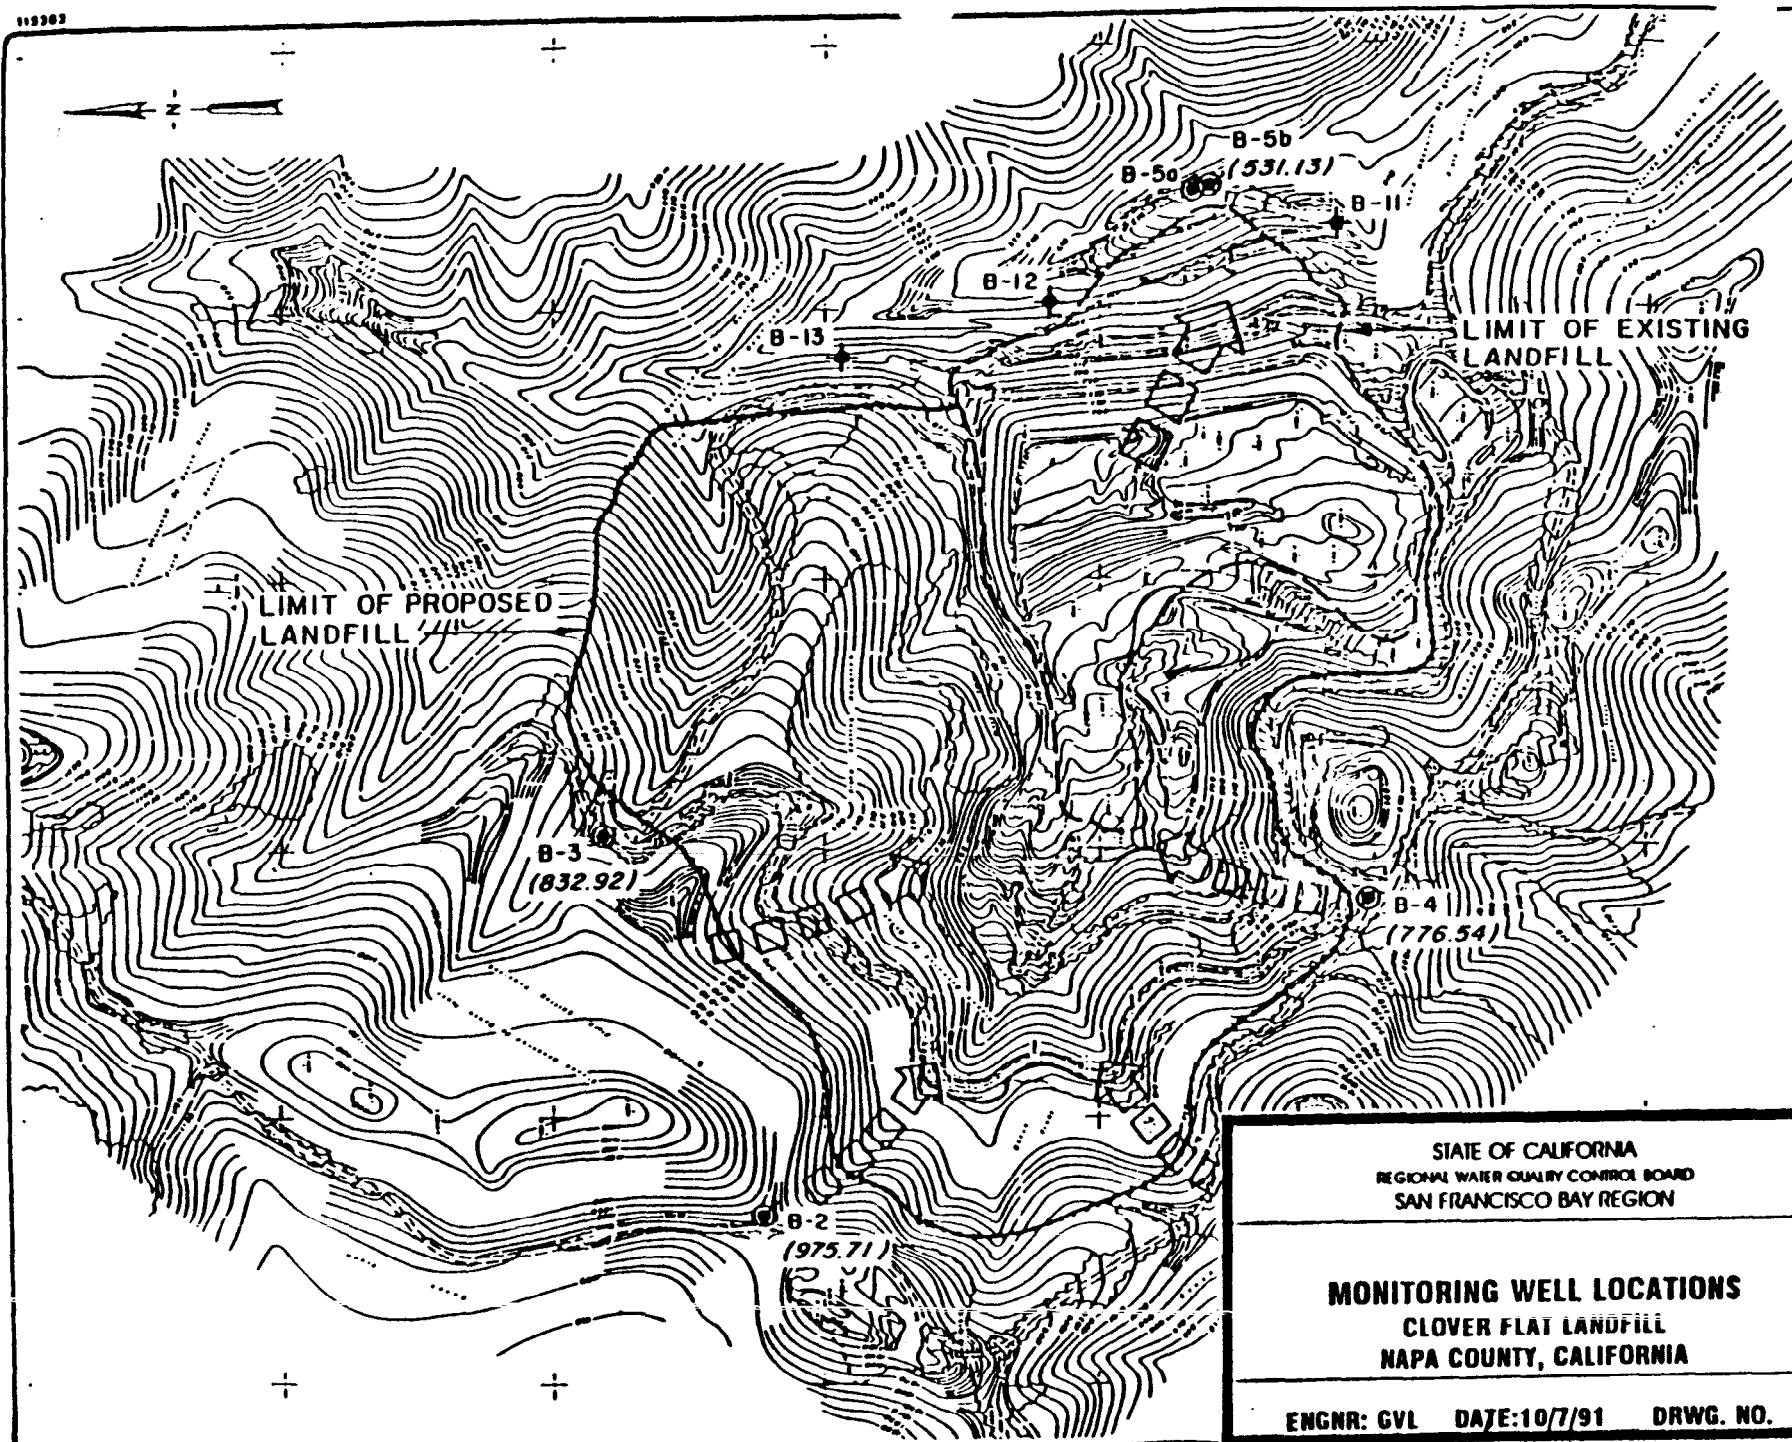 119303
N
B-5b
B-5a
(531.13)
B-11
B-12
B-13
LIMIT OF EXISTING
LANDFILL
LIMIT OF PROPOSED
LANDFILL
B-3
(832.92)
B-4
(776.54)
B-2
(975.71)
STATE OF CALIFORNIA
REGIONAL WATER QUALITY CONTROL BOARD
SAN FRANCISCO BAY REGION
MONITORING WELL LOCATIONS
CLOVER FLAT LANDFILL
NAPA COUNTY, CALIFORNIA
ENGNR: GVL DATE:10/7/91 DRWG. NO.